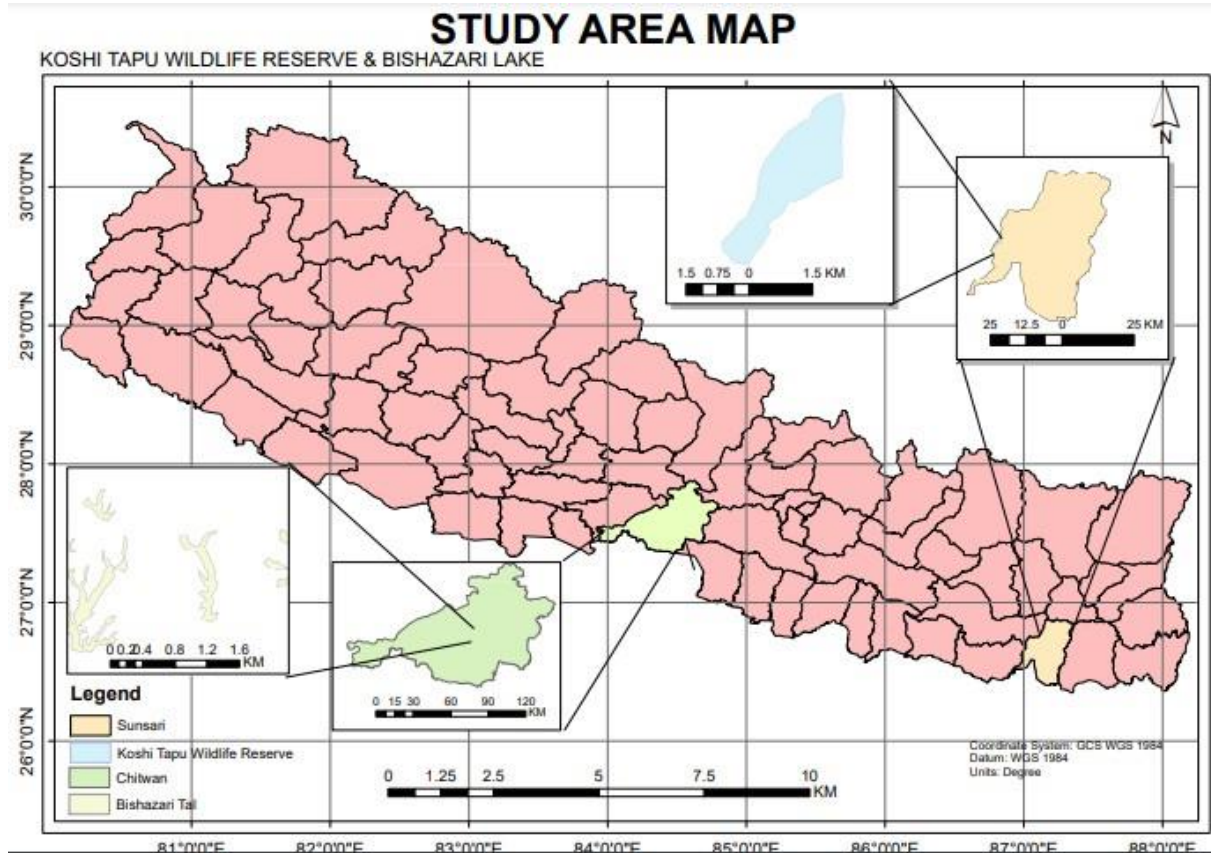 STUDY AREA MAP
KOSHI TAPU WILDLIFE RESERVE & BISHAZARI LAKE
N
30°0'0"N
29°0'0"N
28°0'0"N
27°0'0"N
26°0'0"N
1.5 0.75 0 1.5 KM
25 12.5 0 25 KM
0 0.2 0.4 0.8 1.2 1.6
KM
0 15 30 60 90 120
KM
Legend
Sunsari
Koshi Tapu Wildlife Reserve
Chitwan
Bishazari Tal
0 1.25 2.5 5 7.5 10
KM
Coordinate System: GCS WGS 1984
Datum: WGS 1984
Units: Degree
81°0'0"E 82°0'0"E 83°0'0"E 84°0'0"E 85°0'0"E 86°0'0"E 87°0'0"E 88°0'0"E